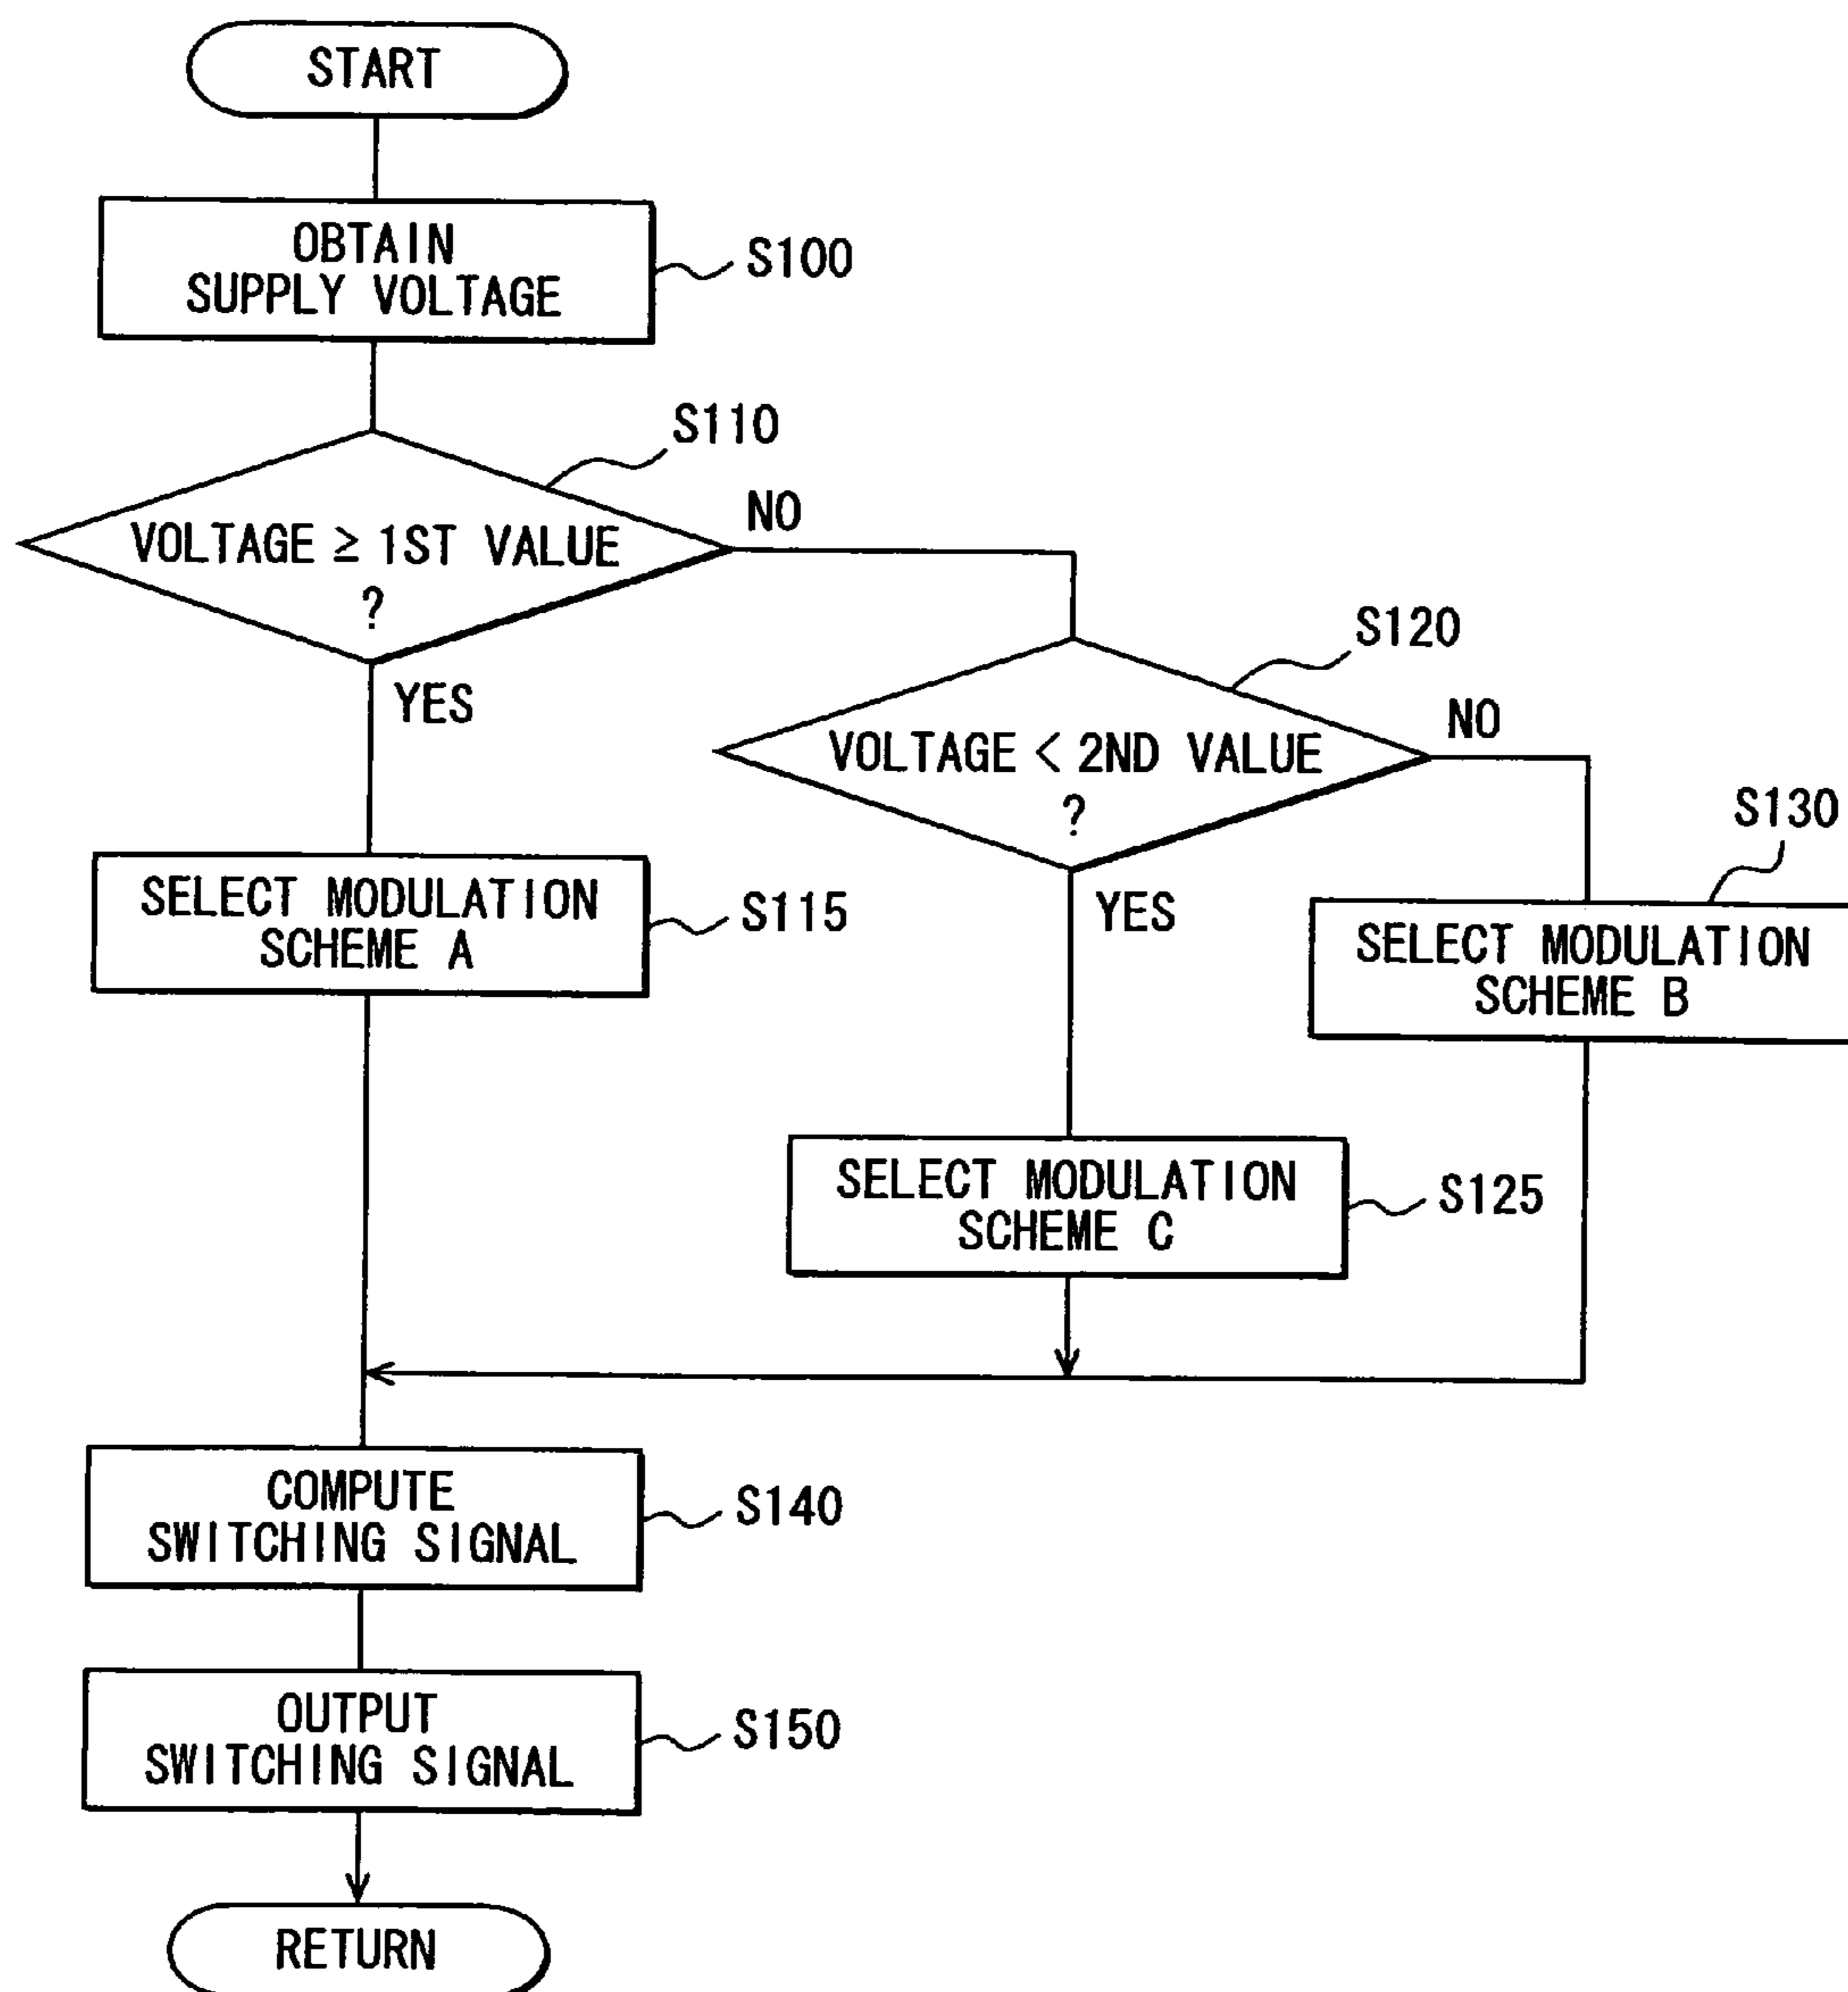 START
OBTAIN
SUPPLY VOLTAGE
S100
S110
VOLTAGE ≥ 1ST VALUE
?
NO
YES
S120
VOLTAGE < 2ND VALUE
?
NO
YES
S130
SELECT MODULATION
SCHEME A
S115
SELECT MODULATION
SCHEME B
SELECT MODULATION
SCHEME C
S125
COMPUTE
SWITCHING SIGNAL
S140
OUTPUT
SWITCHING SIGNAL
S150
RETURN